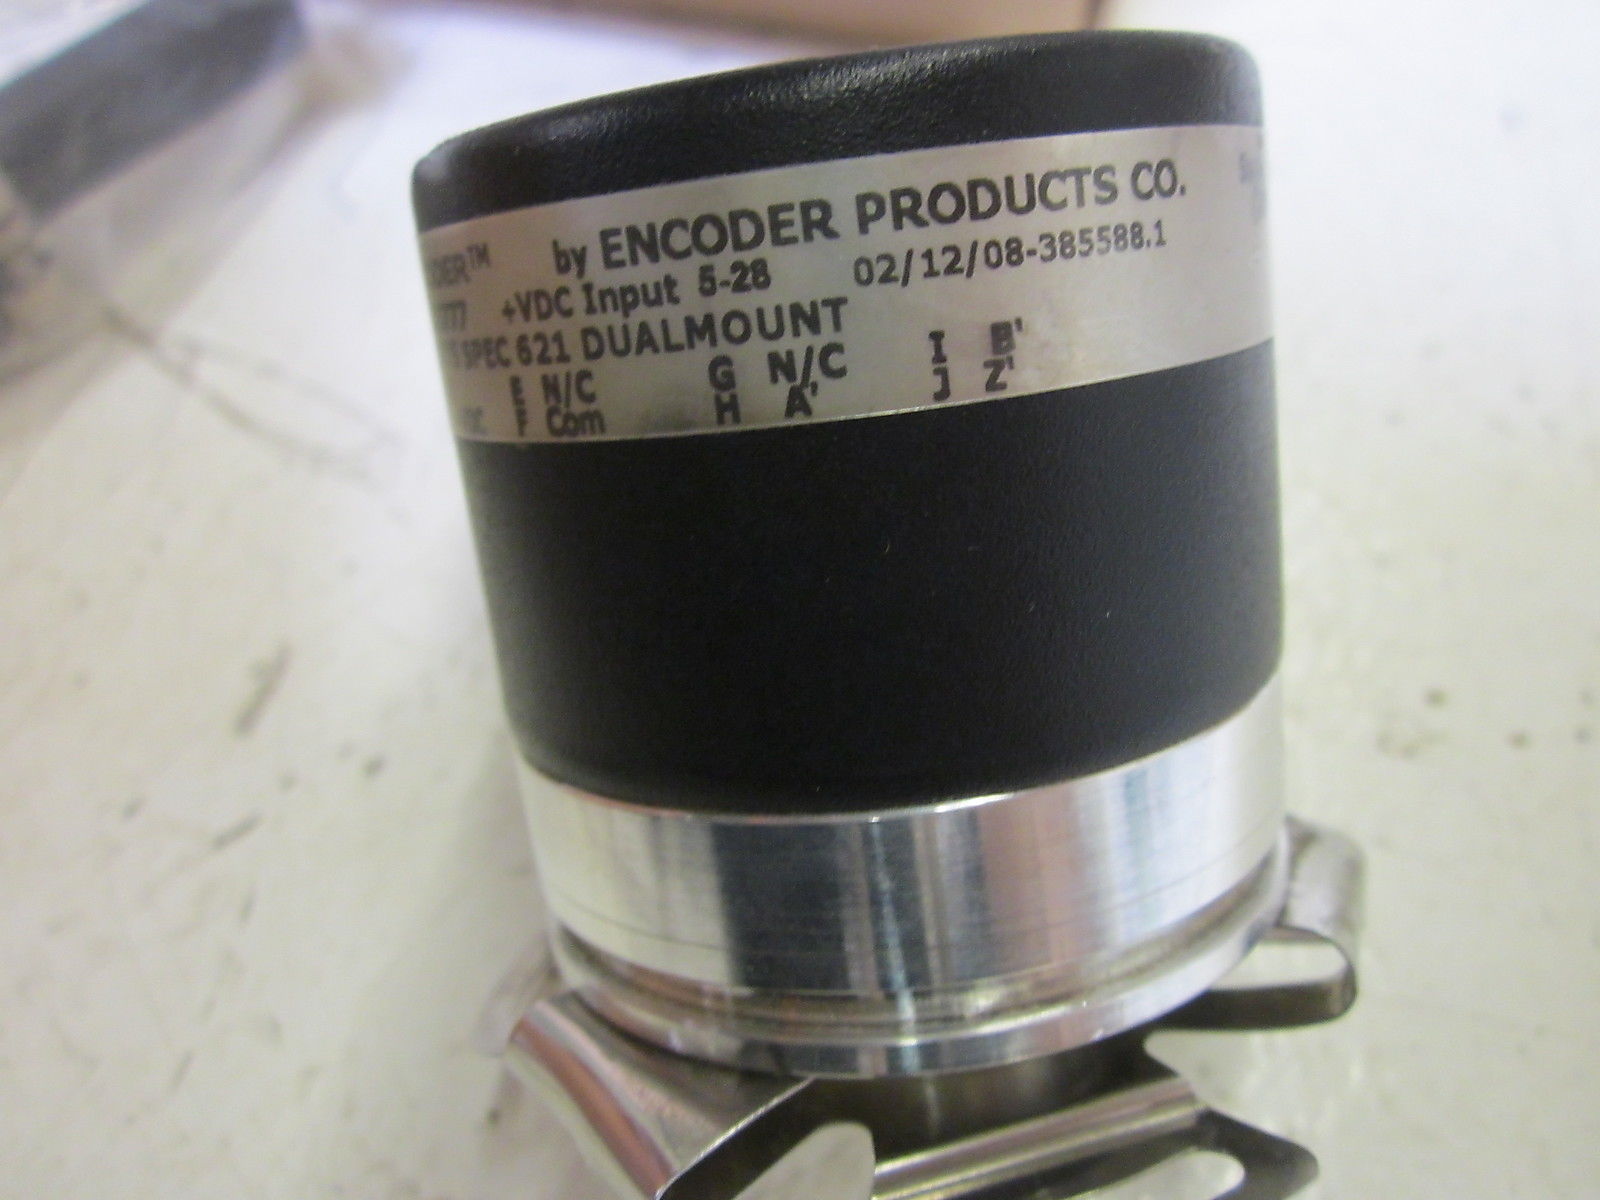 by ENCODER PRODUCTS CO.
+VDC Input 5-28 02/12/08-385588.1
SPEC 621 DUALMOUNT
E N/C G N/C I B'
F Com H A' J Z'